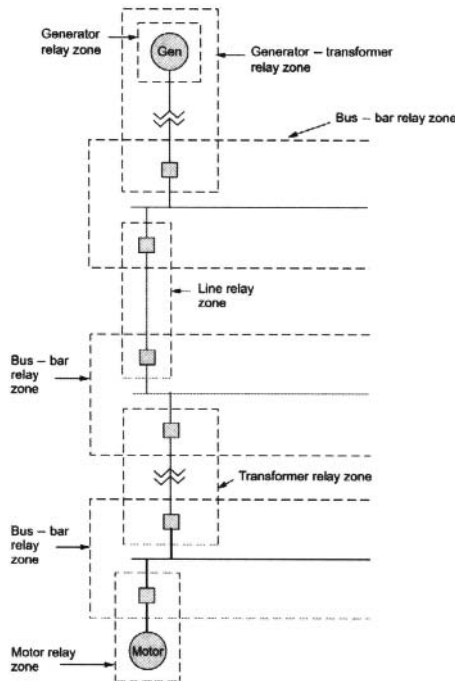 Generator
relay zone
Gen
Generator – transformer
relay zone
Bus – bar relay zone
Line relay
zone
Bus – bar
relay
zone
Transformer relay zone
Bus – bar
relay
zone
Motor relay
zone
Motor